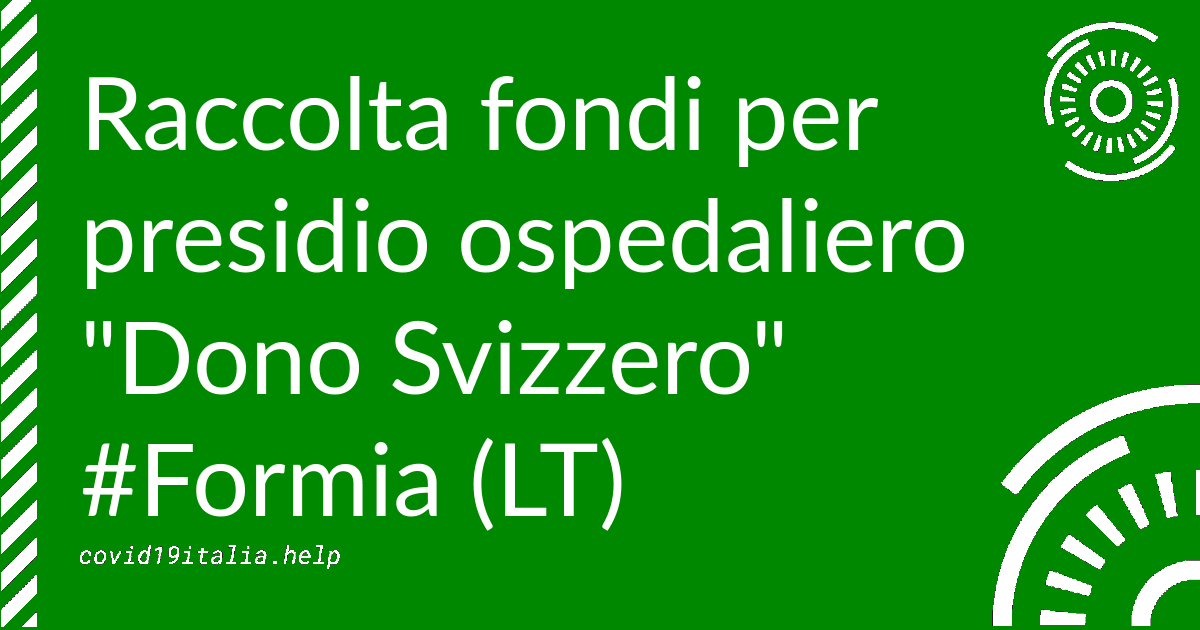 Raccolta fondi per
presidio ospedaliero
"Dono Svizzero"
#Formia (LT)
covid19italia.help